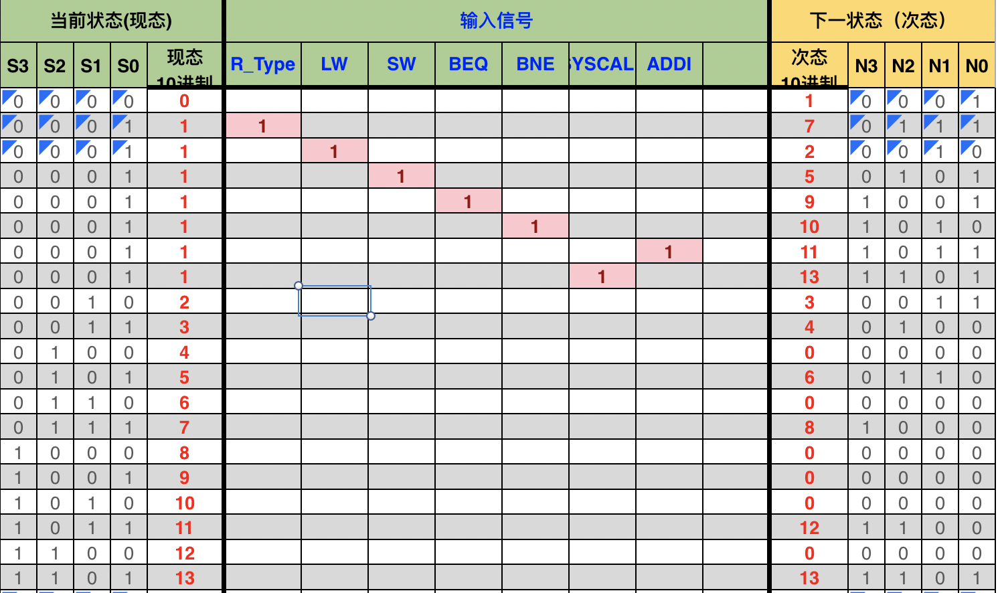 当前状态(现态) 输入信号 下一状态（次态）
S3 S2 S1 S0 现态 10进制 R_Type LW SW BEQ BNE YSCAL ADDI 次态 10进制 N3 N2 N1 N0
0 0 0 0 0 1 0 0 0 1
0 0 0 1 1 1 7 0 1 1 1
0 0 0 1 1 1 2 0 0 1 0
0 0 0 1 1 1 5 0 1 0 1
0 0 0 1 1 1 9 1 0 0 1
0 0 0 1 1 1 10 1 0 1 0
0 0 0 1 1 1 11 1 0 1 1
0 0 0 1 1 1 13 1 1 0 1
0 0 1 0 2 3 0 0 1 1
0 0 1 1 3 4 0 1 0 0
0 1 0 0 4 0 0 0 0 0
0 1 0 1 5 6 0 1 1 0
0 1 1 0 6 0 0 0 0 0
0 1 1 1 7 8 1 0 0 0
1 0 0 0 8 0 0 0 0 0
1 0 0 1 9 0 0 0 0 0
1 0 1 0 10 0 0 0 0 0
1 0 1 1 11 12 1 1 0 0
1 1 0 0 12 0 0 0 0 0
1 1 0 1 13 13 1 1 0 1